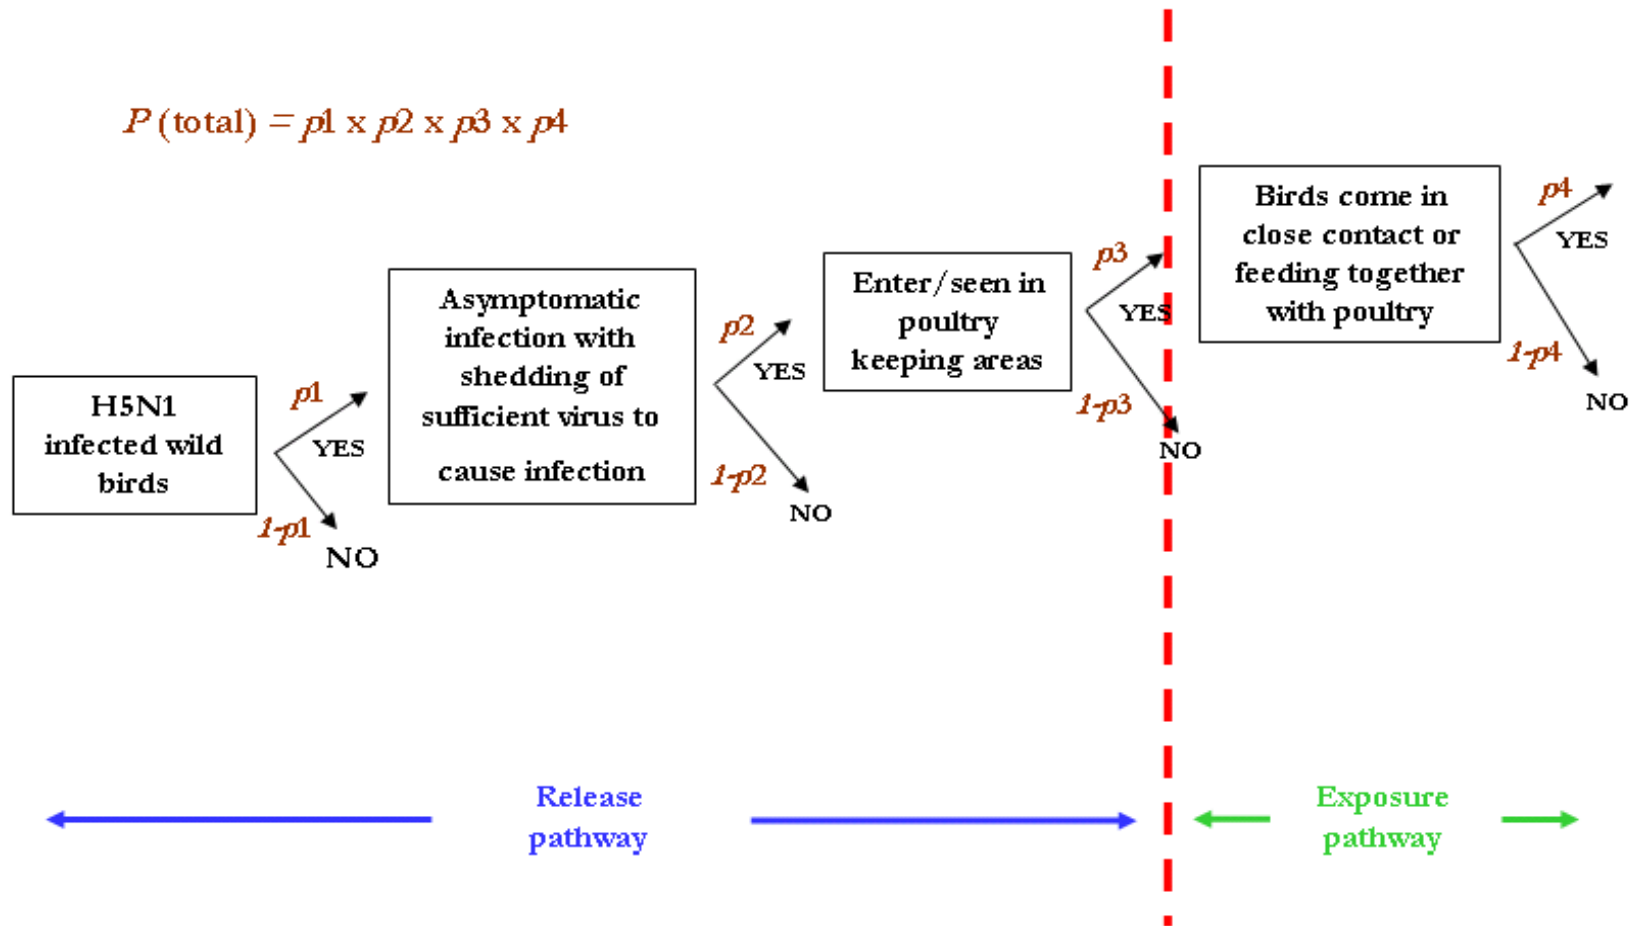 P (total) = p1 x p2 x p3 x p4
H5N1
infected wild
birds
p1
YES
1-p1
NO
Asymptomatic
infection with
shedding of
sufficient virus to
cause infection
p2
YES
1-p2
NO
Enter/seen in
poultry
keeping areas
p3
YES
1-p3
NO
Birds come in
close contact or
feeding together
with poultry
p4
YES
1-p4
NO
Release
pathway
Exposure
pathway